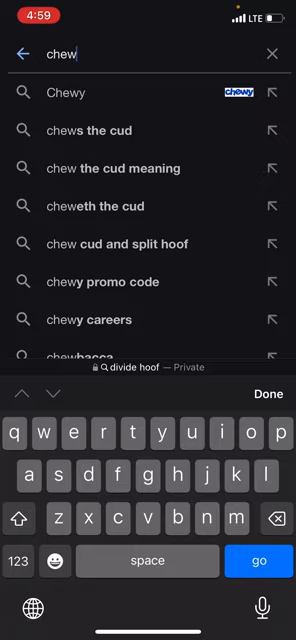 4:59
LTE
chew
Chewy
chewy
chews the cud
chew the cud meaning
cheweth the cud
chew cud and split hoof
chewy promo code
chewy careers
chewbacca
divide hoof — Private
Done
q w e r t y u i o p
a s d f g h j k l
z x c v b n m
123
space
go